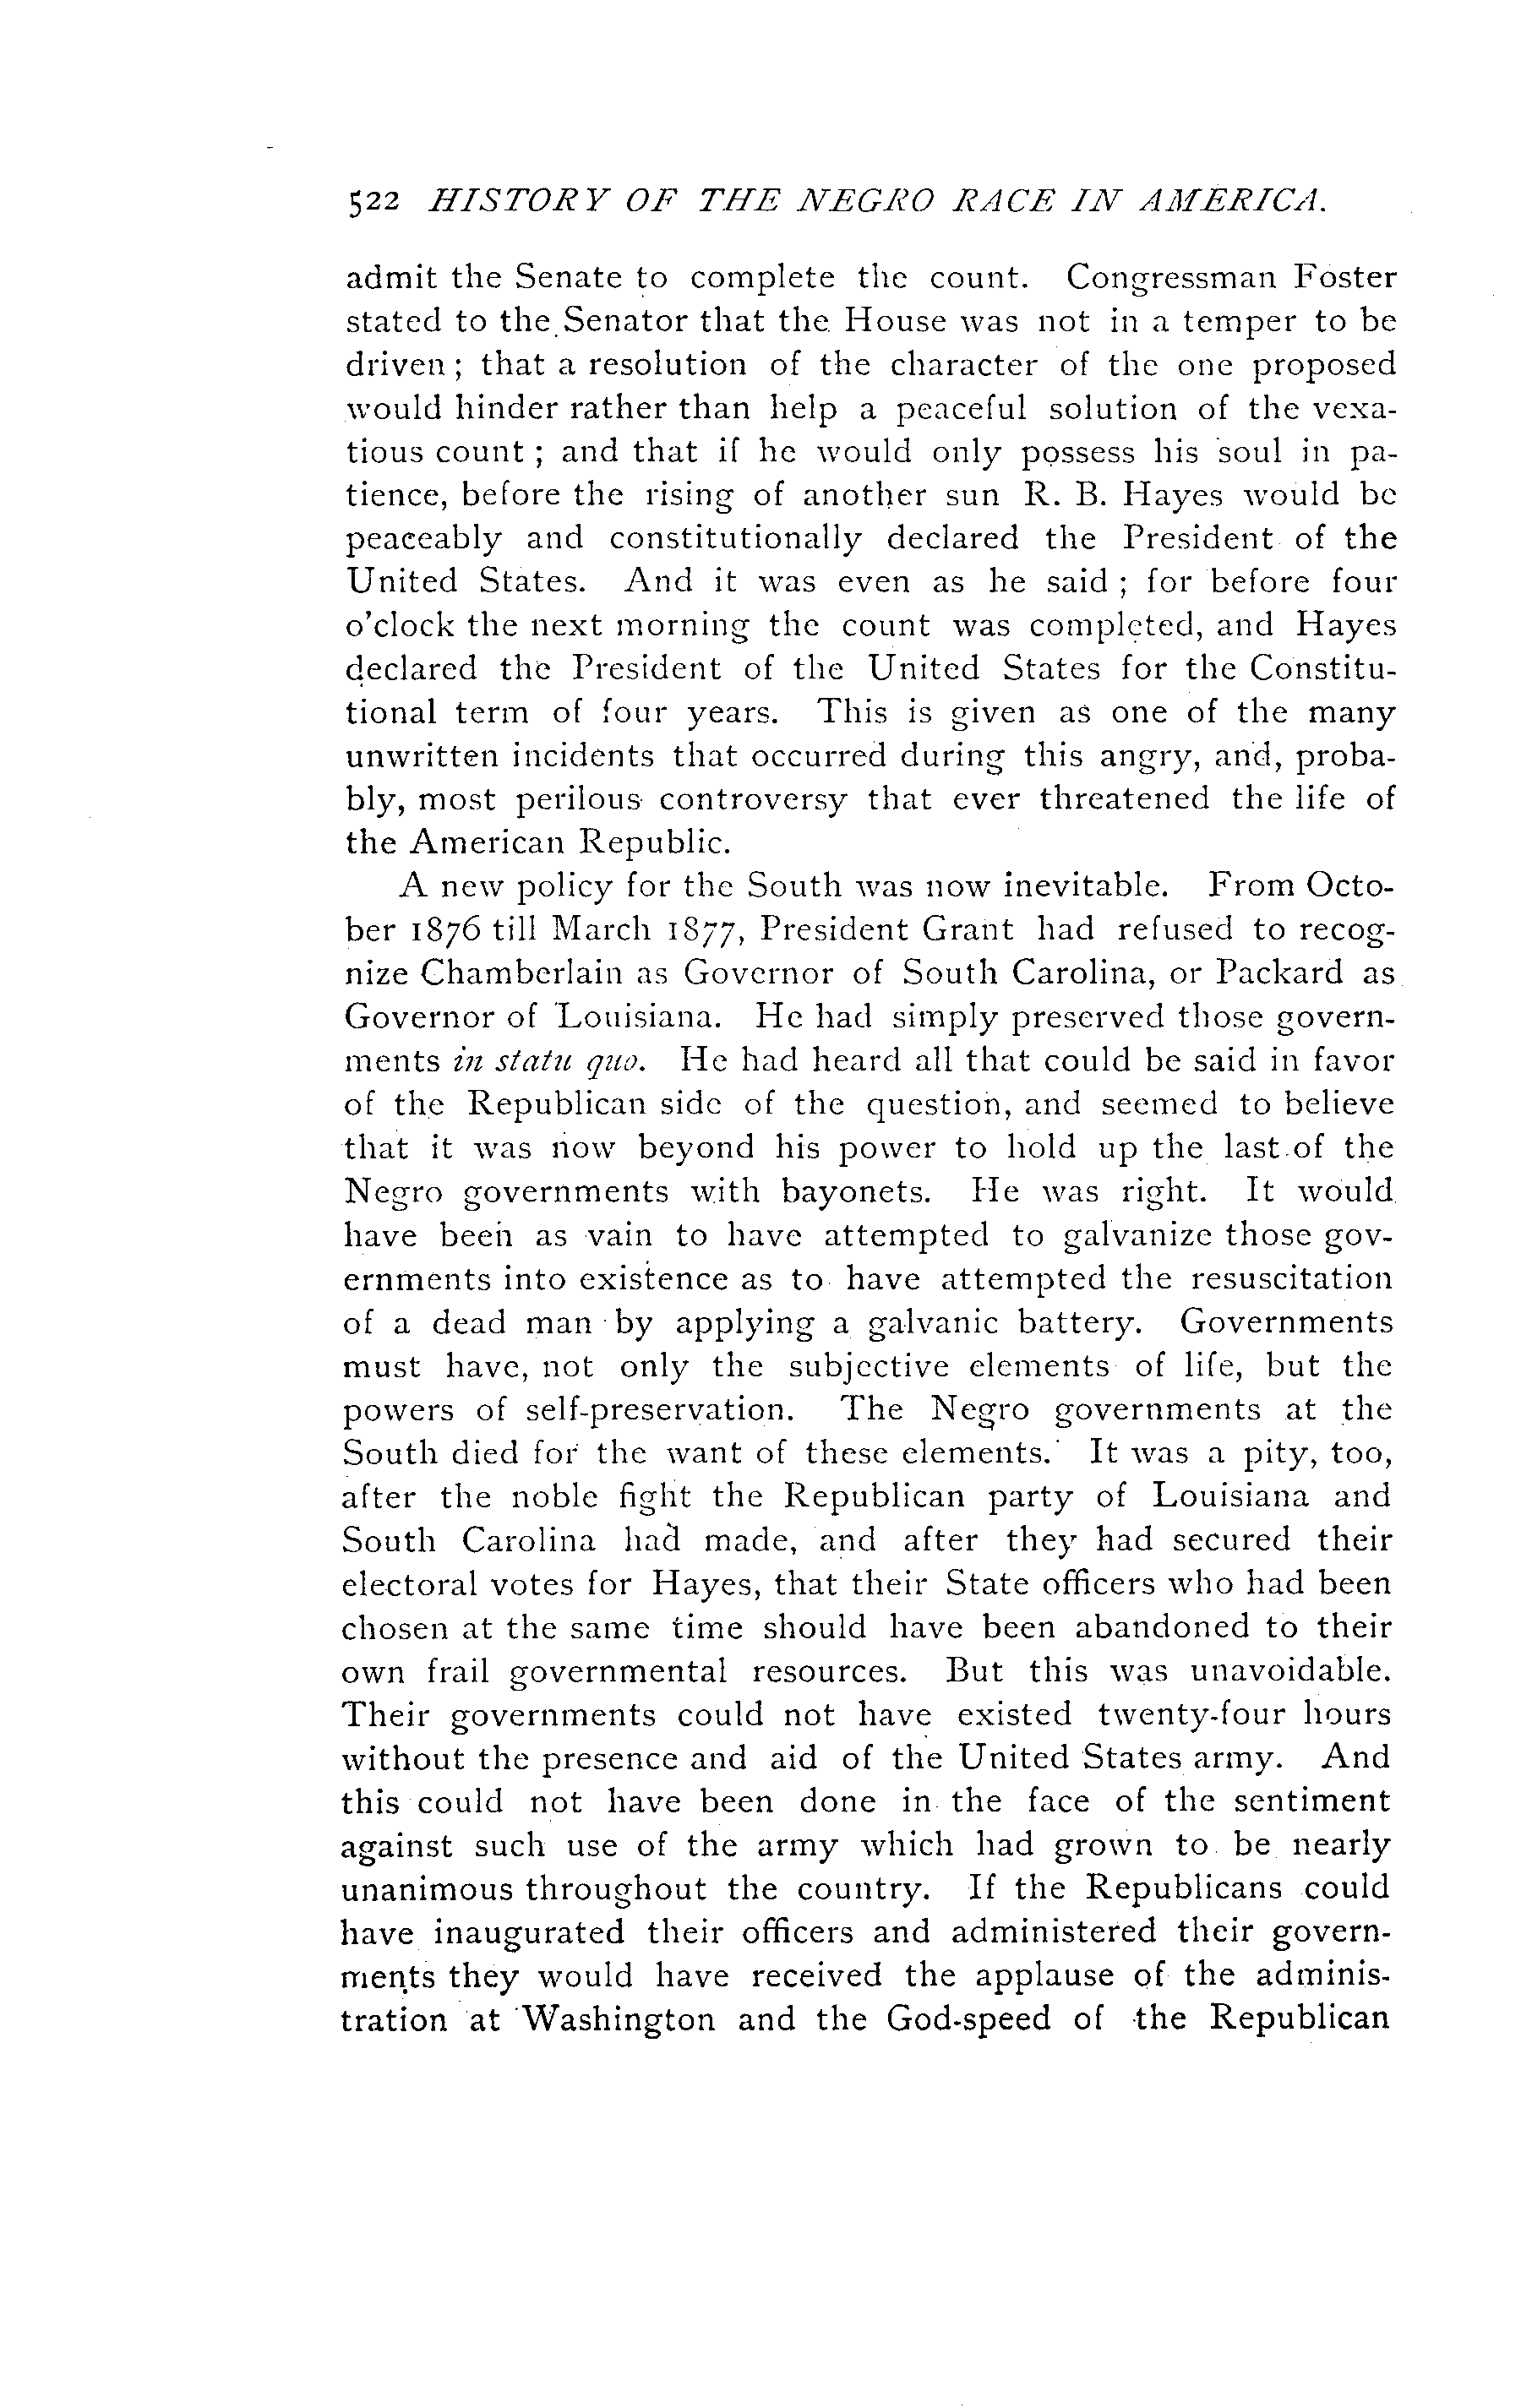 522 HISTORY OF THE NEGRO RACE IN AMERICA.
admit the Senate to complete the count. Congressman Foster
stated to the Senator that the House was not in a temper to be
driven ; that a resolution of the character of the one proposed
would hinder rather than help a peaceful solution of the vexa-
tious count ; and that if he would only possess his soul in pa-
tience, before the rising of another sun R. B. Hayes would be
peaceably and constitutionally declared the President of the
United States. And it was even as he said ; for before four
o'clock the next morning the count was completed, and Hayes
declared the President of the United States for the Constitu-
tional term of four years. This is given as one of the many
unwritten incidents that occurred during this angry, and, proba-
bly, most perilous controversy that ever threatened the life of
the American Republic.
A new policy for the South was now inevitable. From Octo-
ber 1876 till March 1877, President Grant had refused to recog-
nize Chamberlain as Governor of South Carolina, or Packard as
Governor of Louisiana. He had simply preserved those govern-
ments in statu quo. He had heard all that could be said in favor
of the Republican side of the question, and seemed to believe
that it was now beyond his power to hold up the last of the
Negro governments with bayonets. He was right. It would
have been as vain to have attempted to galvanize those gov-
ernments into existence as to have attempted the resuscitation
of a dead man by applying a galvanic battery. Governments
must have, not only the subjective elements of life, but the
powers of self-preservation. The Negro governments at the
South died for the want of these elements. It was a pity, too,
after the noble fight the Republican party of Louisiana and
South Carolina had made, and after they had secured their
electoral votes for Hayes, that their State officers who had been
chosen at the same time should have been abandoned to their
own frail governmental resources. But this was unavoidable.
Their governments could not have existed twenty-four hours
without the presence and aid of the United States army. And
this could not have been done in the face of the sentiment
against such use of the army which had grown to be nearly
unanimous throughout the country. If the Republicans could
have inaugurated their officers and administered their govern-
ments they would have received the applause of the adminis-
tration at Washington and the God-speed of the Republican